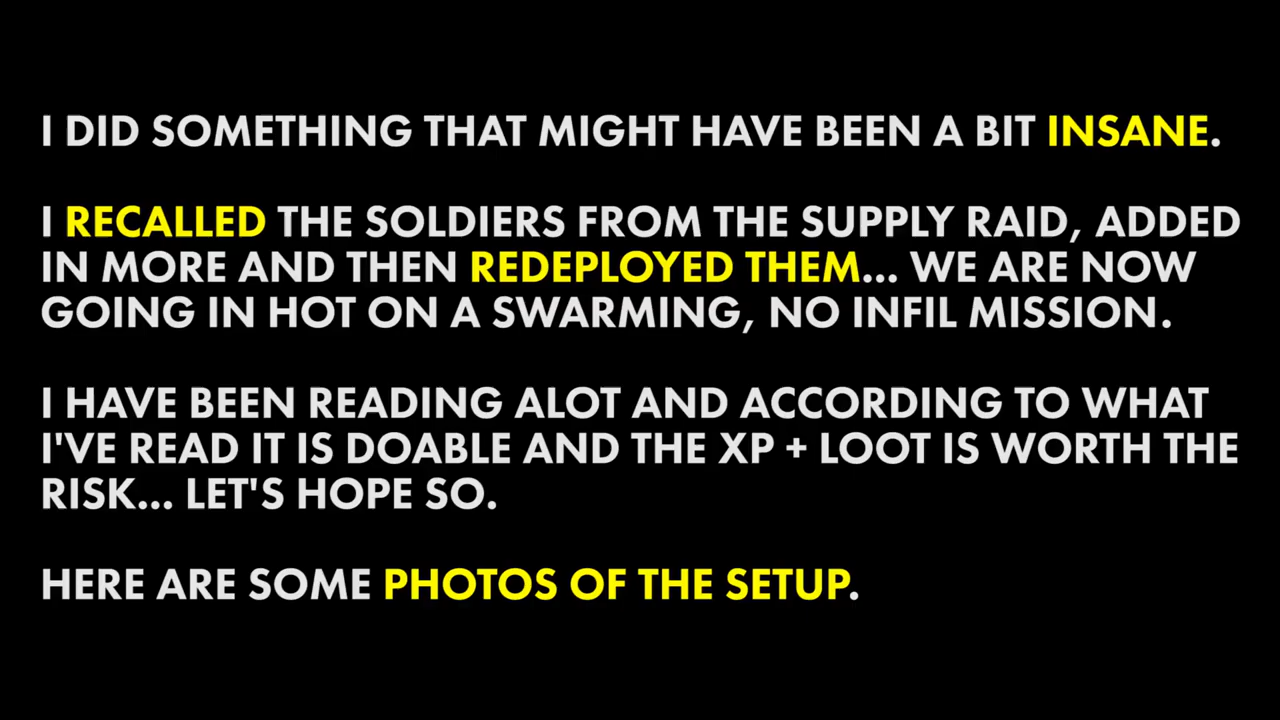 I DID SOMETHING THAT MIGHT HAVE BEEN A BIT INSANE.
I RECALLED THE SOLDIERS FROM THE SUPPLY RAID, ADDED
IN MORE AND THEN REDEPLOYED THEM... WE ARE NOW
GOING IN HOT ON A SWARMING, NO INFIL MISSION.
I HAVE BEEN READING ALOT AND ACCORDING TO WHAT
I'VE READ IT IS DOABLE AND THE XP + LOOT IS WORTH THE
RISK... LET'S HOPE SO.
HERE ARE SOME PHOTOS OF THE SETUP.